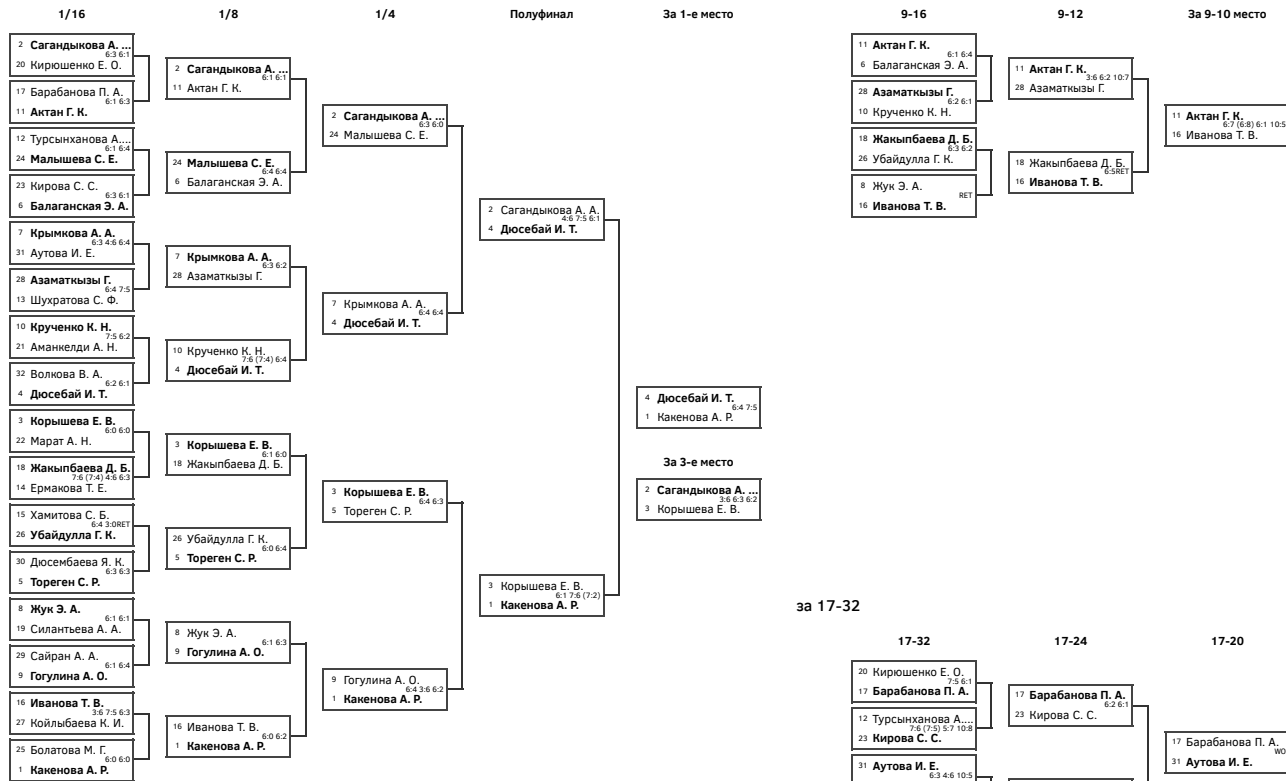 1/16
1/8
1/4
Полуфинал
За 1-е место
9-16
9-12
За 9-10 место
2 Сагандыкова А. ...
6:3 6:1
20 Кирюшенко Е. О.
17 Барабанова П. А.
6:1 6:3
11 Актан Г. К.
12 Турсынханова А....
6:1 6:4
24 Малышева С. Е.
23 Кирова С. С.
6:3 6:1
6 Балаганская Э. А.
7 Крымкова А. А.
6:3 4:6 6:4
31 Аутова И. Е.
28 Азаматкызы Г.
6:4 7:5
13 Шухратова С. Ф.
10 Крученко К. Н.
7:5 6:2
21 Аманкелди А. Н.
32 Волкова В. А.
6:2 6:1
4 Дюсебай И. Т.
3 Корышева Е. В.
6:0 6:0
22 Марат А. Н.
18 Жакыпбаева Д. Б.
7:6 (7:4) 4:6 6:3
14 Ермакова Т. Е.
15 Хамитова С. Б.
6:4 3:0RET
26 Убайдулла Г. К.
30 Дюсембаева Я. К.
6:3 6:3
5 Тореген С. Р.
8 Жук Э. А.
6:1 6:1
19 Силантьева А. А.
29 Сайран А. А.
6:1 6:4
9 Гогулина А. О.
16 Иванова Т. В.
3:6 7:5 6:3
27 Койлыбаева К. И.
25 Болатова М. Г.
6:0 6:0
1 Какенова А. Р.
2 Сагандыкова А. ...
6:1 6:1
11 Актан Г. К.
24 Малышева С. Е.
6:4 6:4
6 Балаганская Э. А.
7 Крымкова А. А.
6:3 6:2
28 Азаматкызы Г.
10 Крученко К. Н.
7:6 (7:4) 6:4
4 Дюсебай И. Т.
3 Корышева Е. В.
6:1 6:0
18 Жакыпбаева Д. Б.
26 Убайдулла Г. К.
6:0 6:4
5 Тореген С. Р.
8 Жук Э. А.
6:1 6:3
9 Гогулина А. О.
16 Иванова Т. В.
6:0 6:2
1 Какенова А. Р.
2 Сагандыкова А. ...
6:3 6:0
24 Малышева С. Е.
7 Крымкова А. А.
6:4 6:4
4 Дюсебай И. Т.
3 Корышева Е. В.
6:4 6:3
5 Тореген С. Р.
9 Гогулина А. О.
6:4 3:6 6:2
1 Какенова А. Р.
2 Сагандыкова А. А.
4:6 7:5 6:1
4 Дюсебай И. Т.
3 Корышева Е. В.
6:1 7:6 (7:2)
1 Какенова А. Р.
4 Дюсебай И. Т.
6:4 7:5
1 Какенова А. Р.
За 3-е место
2 Сагандыкова А. ...
3:6 6:3 6:2
3 Корышева Е. В.
11 Актан Г. К.
6:1 6:4
6 Балаганская Э. А.
28 Азаматкызы Г.
6:2 6:1
10 Крученко К. Н.
18 Жакыпбаева Д. Б.
6:3 6:2
26 Убайдулла Г. К.
8 Жук Э. А.
RET
16 Иванова Т. В.
11 Актан Г. К.
3:6 6:2 10:7
28 Азаматкызы Г.
18 Жакыпбаева Д. Б.
6:5RET
16 Иванова Т. В.
11 Актан Г. К.
6:7 (6:8) 6:1 10:5
16 Иванова Т. В.
за 17-32
17-32
17-24
17-20
20 Кирюшенко Е. О.
7:5 6:1
17 Барабанова П. А.
12 Турсынханова А....
7:6 (7:5) 5:7 10:8
23 Кирова С. С.
31 Аутова И. Е.
6:3 4:6 10:5
17 Барабанова П. А.
6:2 6:1
23 Кирова С. С.
17 Барабанова П. А.
WO
31 Аутова И. Е.